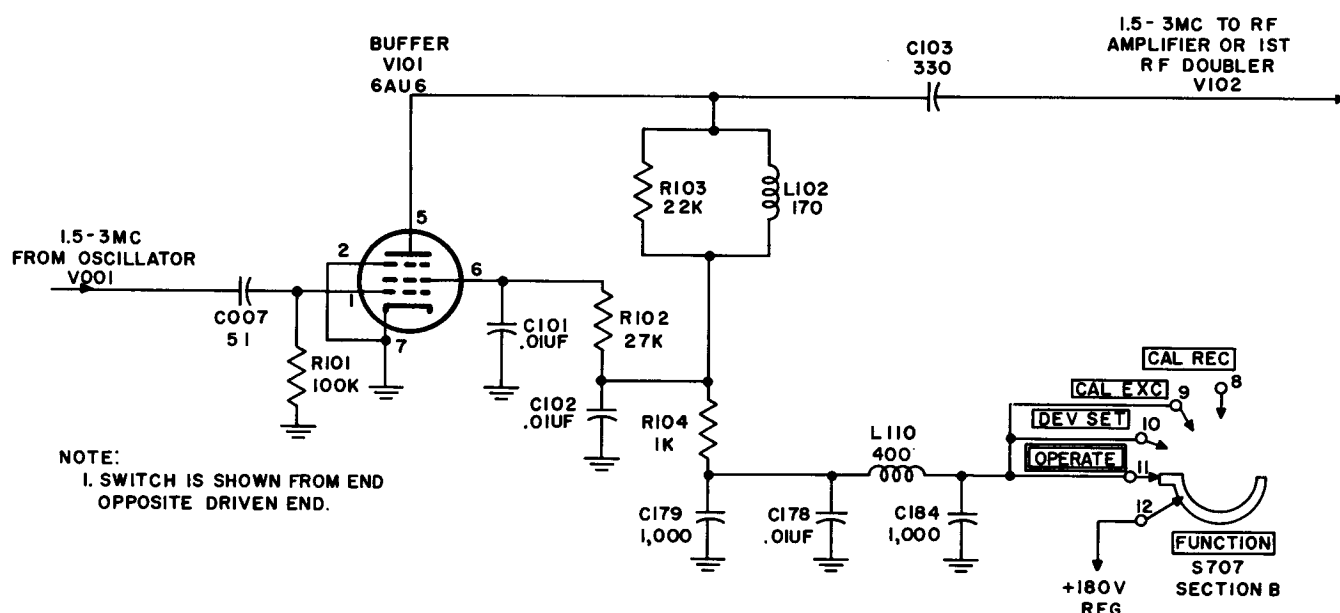 BUFFER
V101
6AU6
C103
330
1.5-3MC TO RF
AMPLIFIER OR 1ST
RF DOUBLER
V102
R103
22K
L102
170
5
2
6
1
7
1.5-3MC
FROM OSCILLATOR
V001
C007
51
R101
100K
C101
.01UF
R102
27K
C102
.01UF
R104
1K
NOTE:
1. SWITCH IS SHOWN FROM END
OPPOSITE DRIVEN END.
L110
400
C179
1,000
C178
.01UF
C184
1,000
CAL REC
8
CAL EXC
9
DEV SET
10
OPERATE
11
12
+180V
REG
FUNCTION
S707
SECTION B